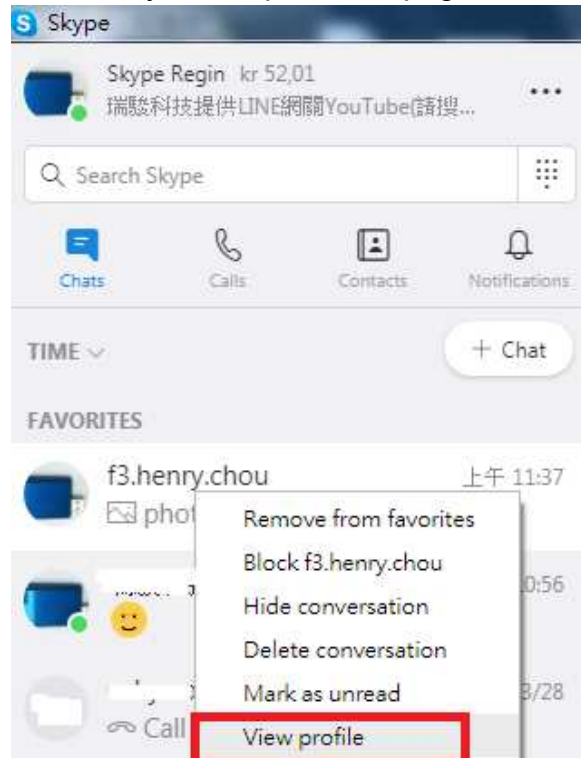 Skype
Skype Regin kr 52,01
瑞駿科技提供LINE網關YouTube(請搜...
Search Skype
Chats Calls Contacts Notifications
TIME
+ Chat
FAVORITES
f3.henry.chou 上午 11:37
phot
Remove from favorites
Block f3.henry.chou
0:56
Hide conversation
Delete conversation
Mark as unread
3/28
Call
View profile